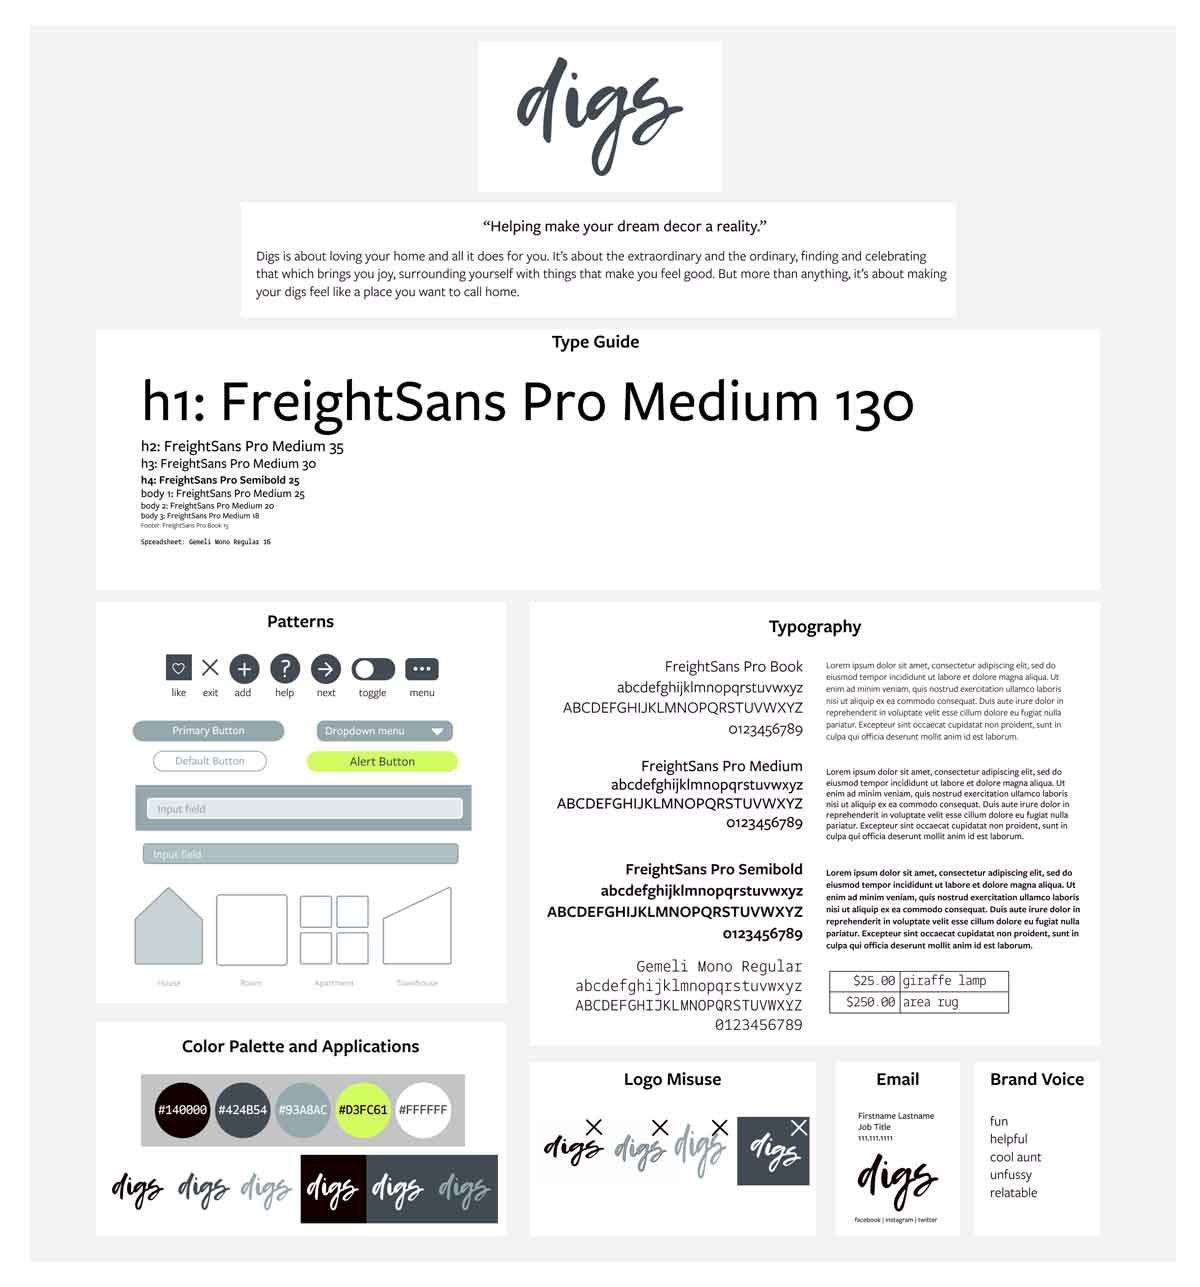 digs
“Helping make your dream decor a reality.”
Digs is about loving your home and all it does for you. It’s about the extraordinary and the ordinary, finding and celebrating
that which brings you joy, surrounding yourself with things that make you feel good. But more than anything, it’s about making
your digs feel like a place you want to call home.
Type Guide
h1: FreightSans Pro Medium 130
h2: FreightSans Pro Medium 35
h3: FreightSans Pro Medium 30
h4: FreightSans Pro Semibold 25
body 1: FreightSans Pro Medium 25
body 2: FreightSans Pro Medium 20
body 3: FreightSans Pro Medium 18
Footer: FreightSans Pro Book 15
Spreadsheet: Gemeli Mono Regular 16
Patterns
like exit add help next toggle menu
Primary Button Dropdown menu
Default Button Alert Button
Input field
Input field
House Room Apartment Townhouse
Typography
FreightSans Pro Book
abcdefghijklmnopqrstuvwxyz
ABCDEFGHIJKLMNOPQRSTUVWXYZ
0123456789
Lorem ipsum dolor sit amet, consectetur adipiscing elit, sed do
eiusmod tempor incididunt ut labore et dolore magna aliqua. Ut
enim ad minim veniam, quis nostrud exercitation ullamco laboris
nisi ut aliquip ex ea commodo consequat. Duis aute irure dolor in
reprehenderit in voluptate velit esse cillum dolore eu fugiat nulla
pariatur. Excepteur sint occaecat cupidatat non proident, sunt in
culpa qui officia deserunt mollit anim id est laborum.
FreightSans Pro Medium
abcdefghijklmnopqrstuvwxyz
ABCDEFGHIJKLMNOPQRSTUVWXYZ
0123456789
Lorem ipsum dolor sit amet, consectetur adipiscing elit, sed do
eiusmod tempor incididunt ut labore et dolore magna aliqua. Ut
enim ad minim veniam, quis nostrud exercitation ullamco laboris
nisi ut aliquip ex ea commodo consequat. Duis aute irure dolor in
reprehenderit in voluptate velit esse cillum dolore eu fugiat nulla
pariatur. Excepteur sint occaecat cupidatat non proident, sunt in
culpa qui officia deserunt mollit anim id est laborum.
FreightSans Pro Semibold
abcdefghijklmnopqrstuvwxyz
ABCDEFGHIJKLMNOPQRSTUVWXYZ
0123456789
Lorem ipsum dolor sit amet, consectetur adipiscing elit, sed do
eiusmod tempor incididunt ut labore et dolore magna aliqua. Ut
enim ad minim veniam, quis nostrud exercitation ullamco laboris
nisi ut aliquip ex ea commodo consequat. Duis aute irure dolor in
reprehenderit in voluptate velit esse cillum dolore eu fugiat nulla
pariatur. Excepteur sint occaecat cupidatat non proident, sunt in
culpa qui officia deserunt mollit anim id est laborum.
Gemeli Mono Regular
abcdefghijklmnopqrstuvwxyz
ABCDEFGHIJKLMNOPQRSTUVWXYZ
0123456789
$25.00 giraffe lamp
$250.00 area rug
Color Palette and Applications
#140000 #424B54 #93A8AC #D3FC61 #FFFFFF
digs digs digs digs digs digs
Logo Misuse
digs digs digs digs
Email
Firstname Lastname
Job Title
111.111.1111
digs
facebook | instagram | twitter
Brand Voice
fun
helpful
cool aunt
unfussy
relatable